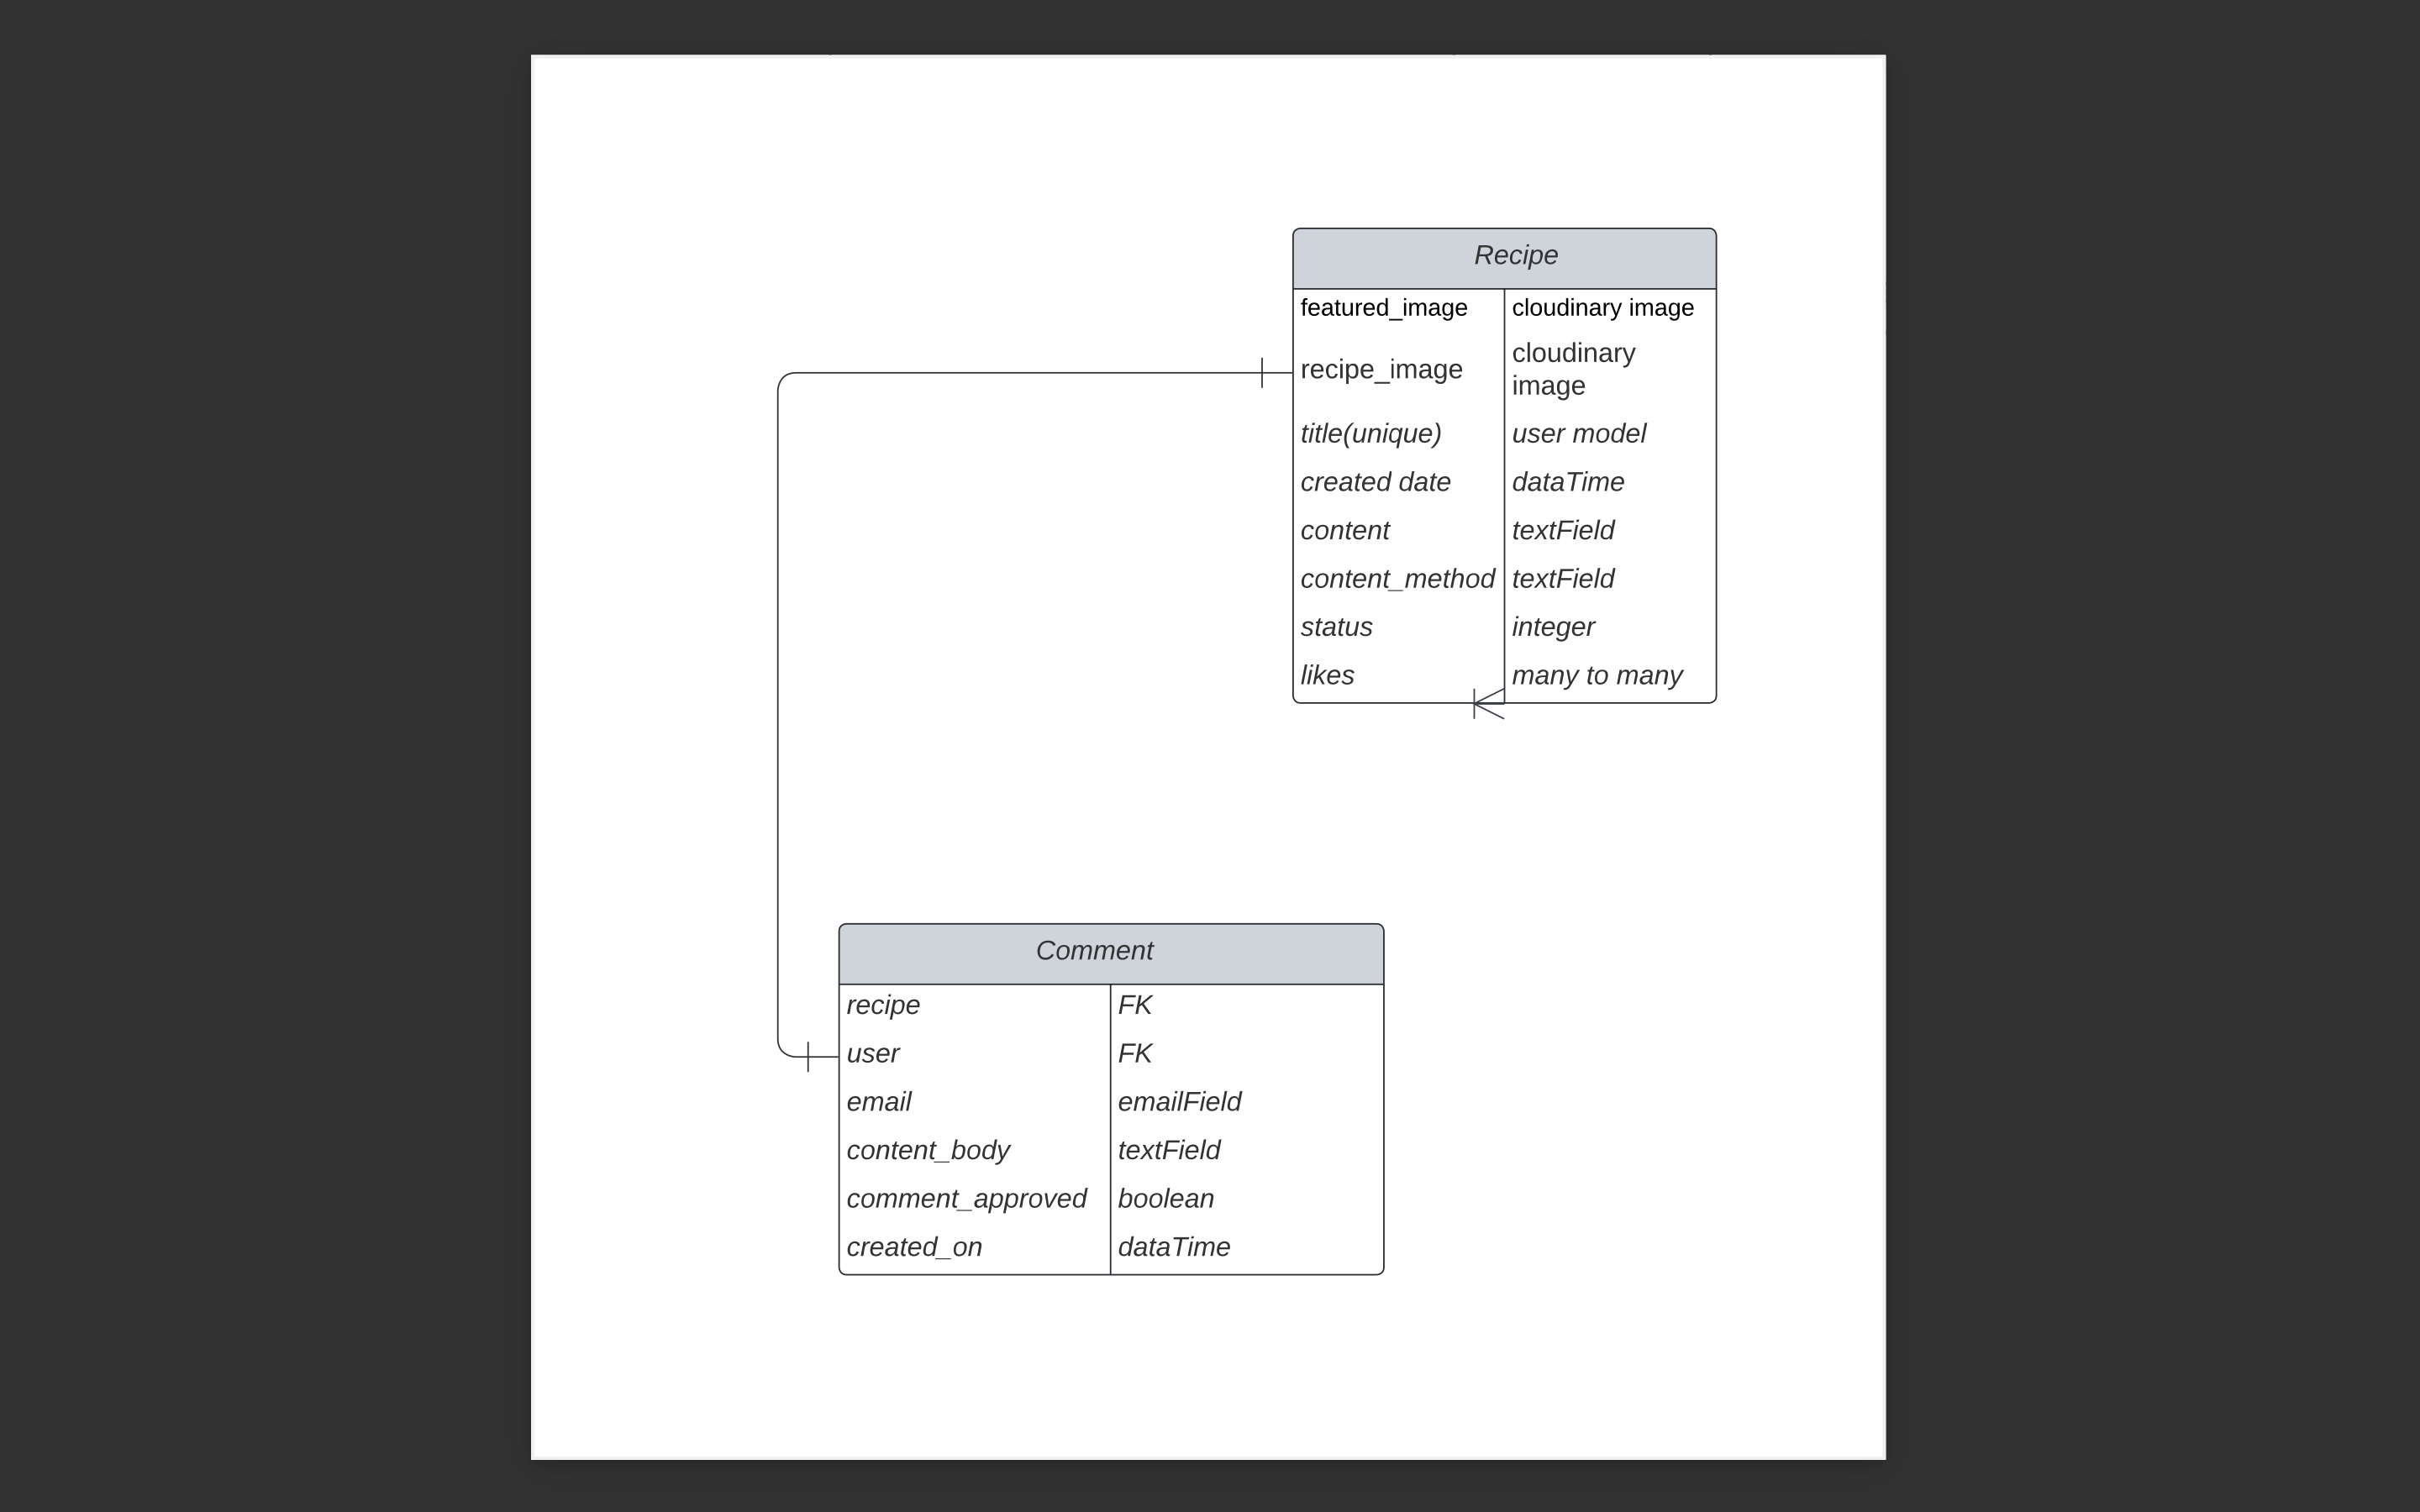 Recipe
featured_image cloudinary image
recipe_image cloudinary
image
title(unique) user model
created date dataTime
content textField
content_method textField
status integer
likes many to many
Comment
recipe FK
user FK
email emailField
content_body textField
comment_approved boolean
created_on dataTime